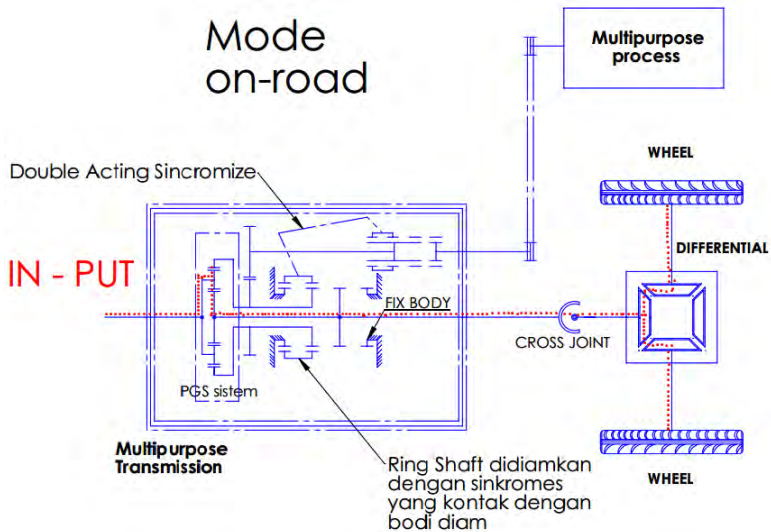 Mode
on-road
Multipurpose
process
WHEEL
Double Acting Sincromize
DIFFERENTIAL
IN - PUT
FIX BODY
CROSS JOINT
PGS sistem
Multipurpose
Transmission
Ring Shaft didiamkan
dengan sinkromes
yang kontak dengan
bodi diam
WHEEL